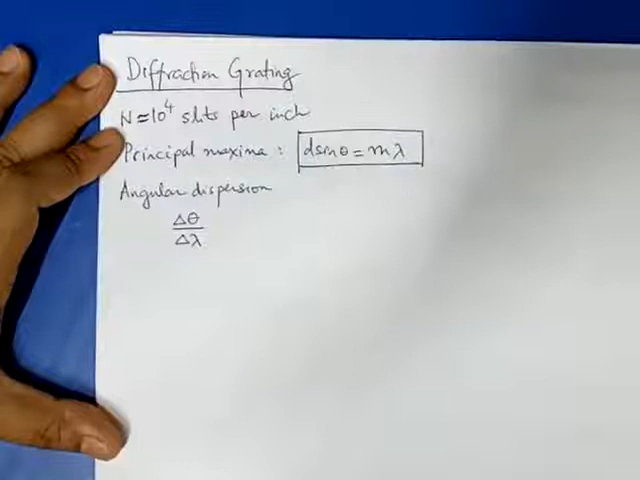 Diffraction Grating
N ≈ 10⁴ slits per inch
Principal maxima : dsinθ = mλ
Angular dispersion
Δθ
Δλ